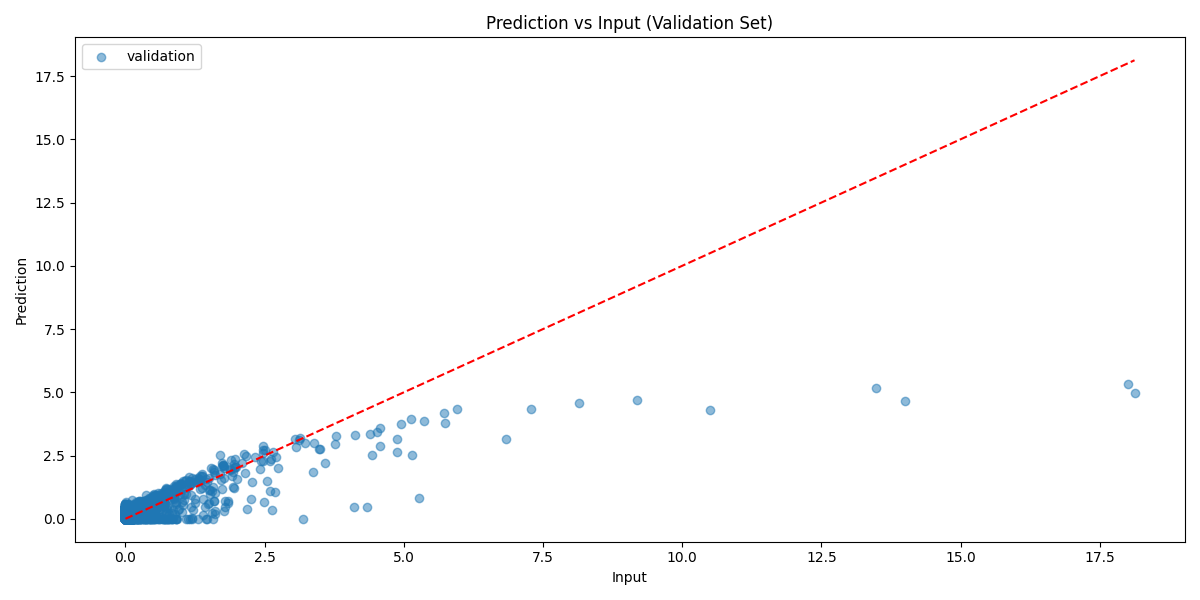 Prediction vs Input (Validation Set)
validation
17.5
15.0
12.5
10.0
7.5
5.0
2.5
0.0
Prediction
0.0 2.5 5.0 7.5 10.0 12.5 15.0 17.5
Input